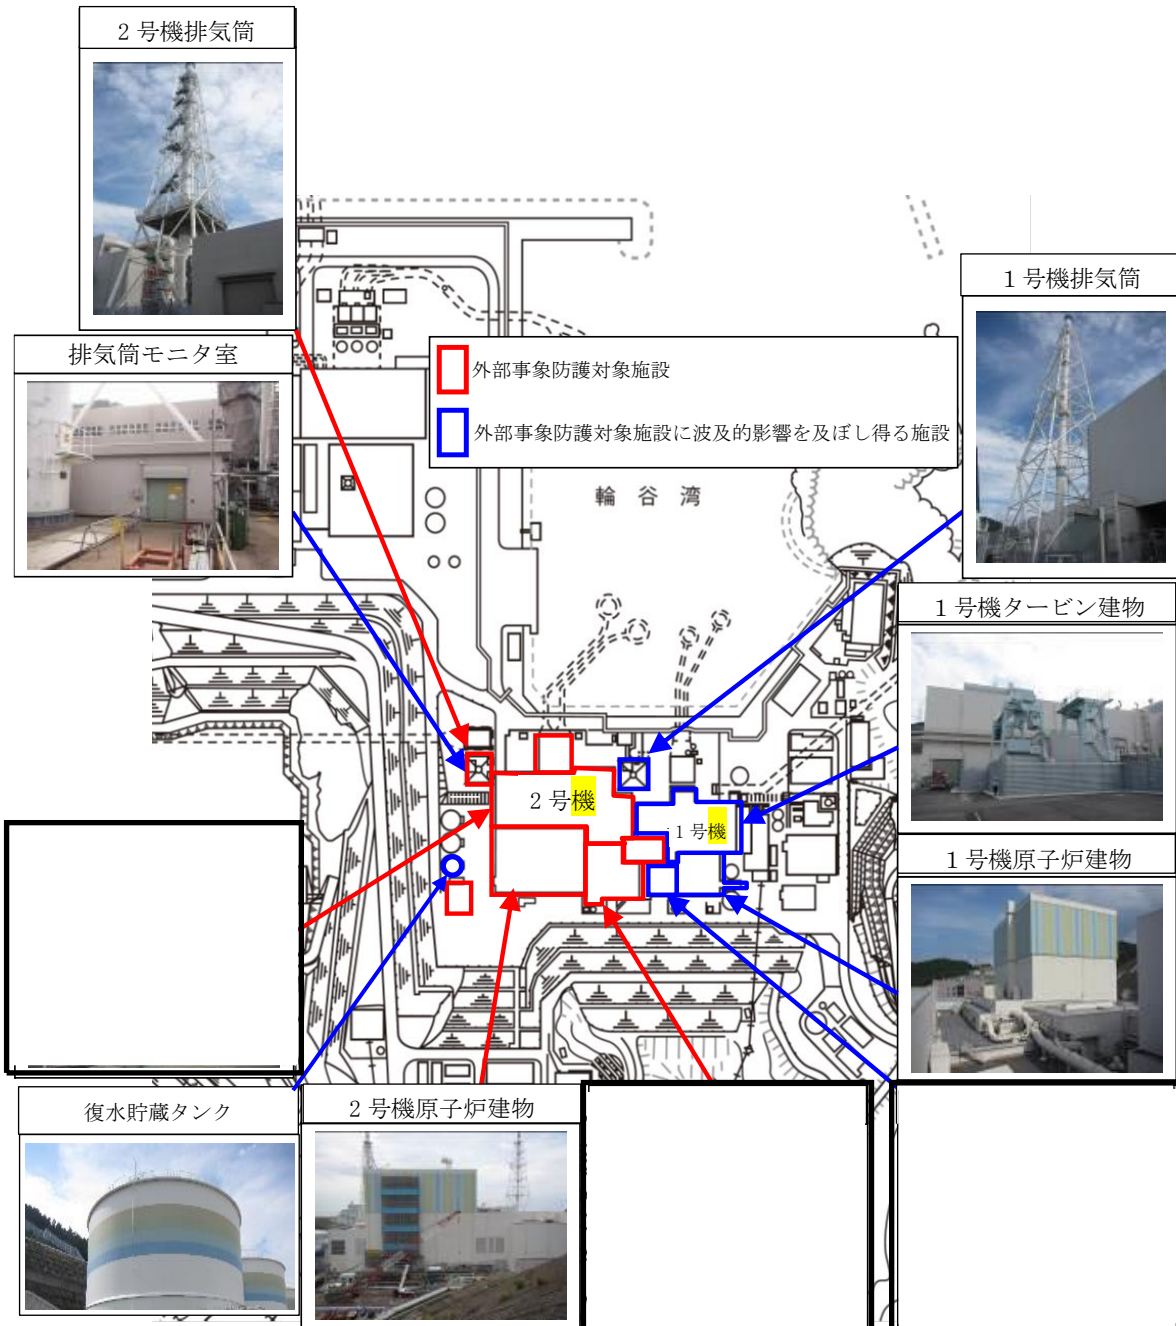 2号機排気筒
1号機排気筒
排気筒モニタ室
外部事象防護対象施設
外部事象防護対象施設に波及的影響を及ぼし得る施設
輪谷湾
1号機タービン建物
2号機
1号機
1号機原子炉建物
復水貯蔵タンク
2号機原子炉建物